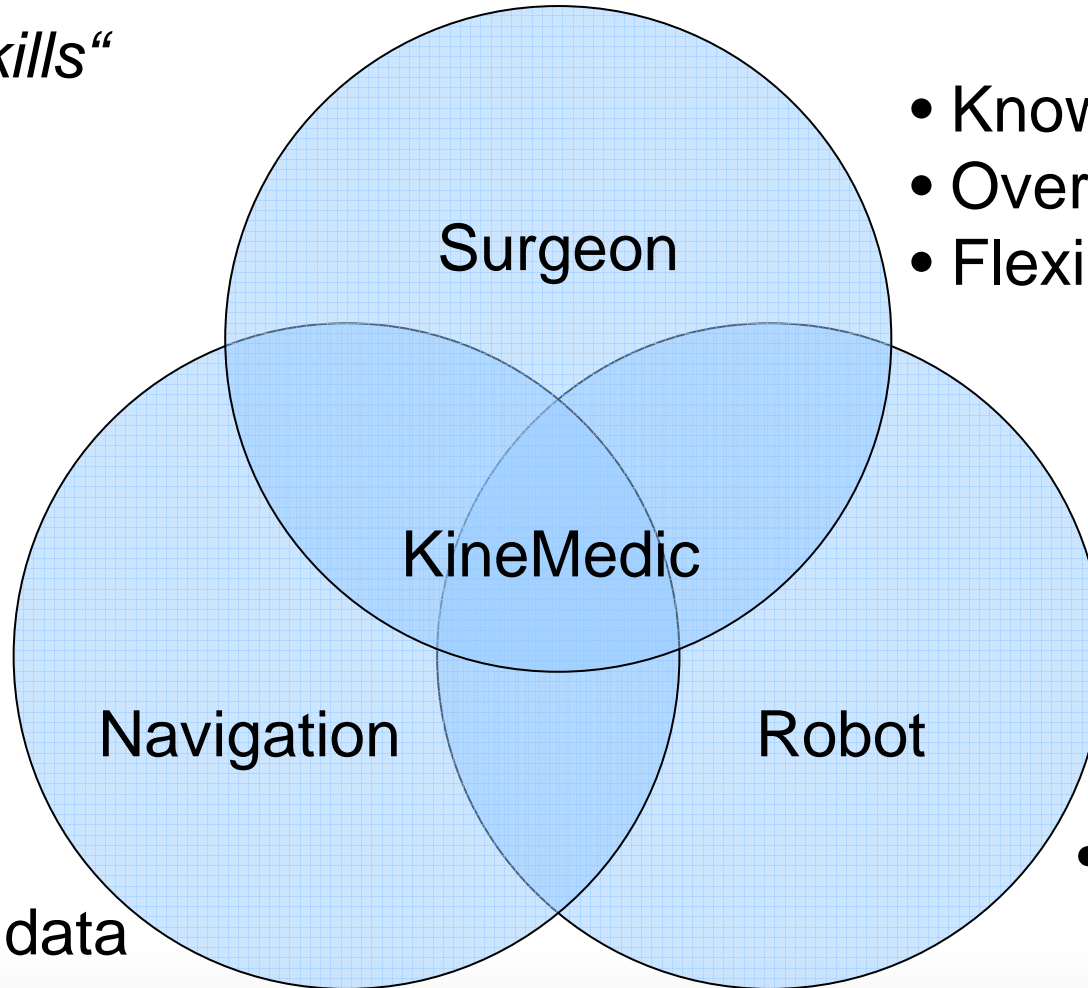 kills“
• Know
• Over
• Flexi
Surgeon
KineMedic
Navigation
Robot
•
data